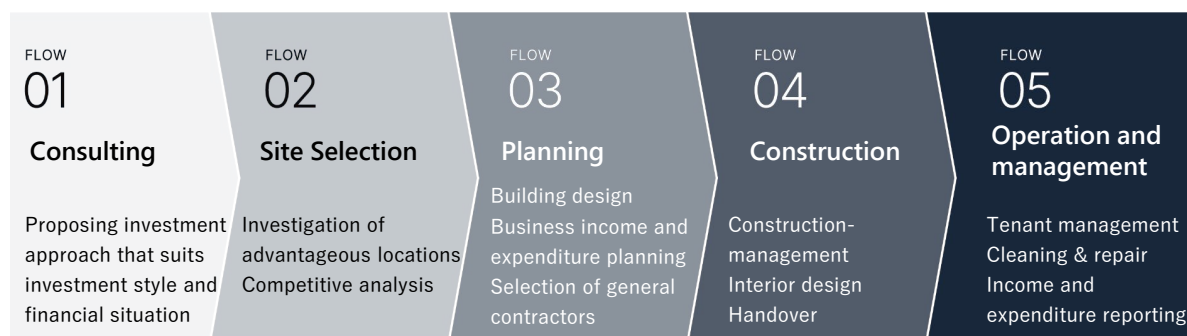 FLOW
01
Consulting
Proposing investment
approach that suits
investment style and
financial situation
FLOW
02
Site Selection
Investigation of
advantageous locations
Competitive analysis
FLOW
03
Planning
Building design
Business income and
expenditure planning
Selection of general
contractors
FLOW
04
Construction
Construction-
management
Interior design
Handover
FLOW
05
Operation and
management
Tenant management
Cleaning & repair
Income and
expenditure reporting